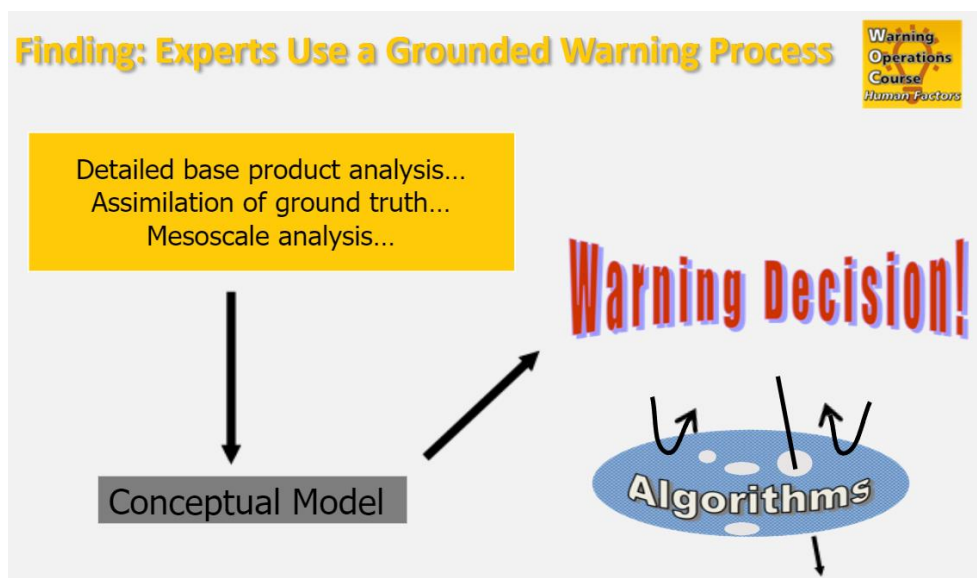 Finding: Experts Use a Grounded Warning Process
Warning
Operations
Course
Human Factors
Detailed base product analysis…
Assimilation of ground truth…
Mesoscale analysis…
Warning Decision!
Conceptual Model
Algorithms